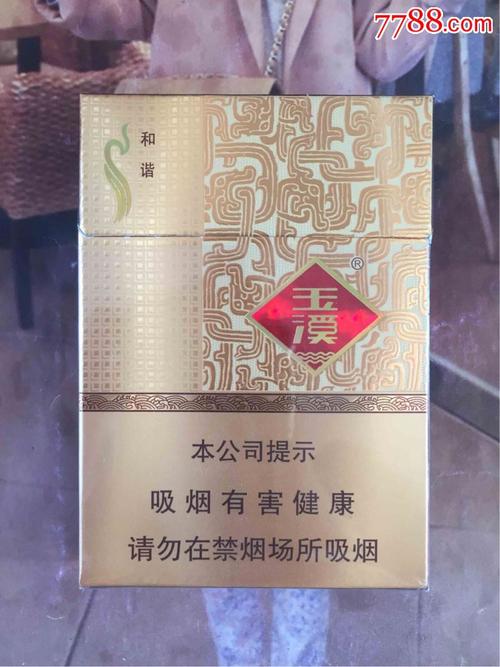 7788.com
和
谐
®
玉
溪
本公司提示
吸烟有害健康
请勿在禁烟场所吸烟